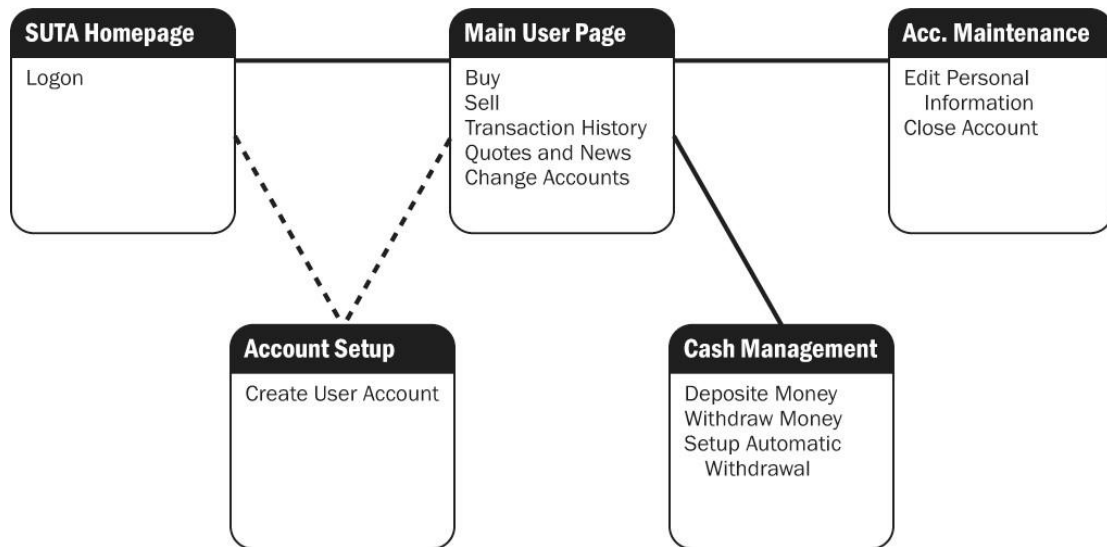 SUTA Homepage
Logon
Main User Page
Buy
Sell
Transaction History
Quotes and News
Change Accounts
Acc. Maintenance
Edit Personal
Information
Close Account
Account Setup
Create User Account
Cash Management
Deposite Money
Withdraw Money
Setup Automatic
Withdrawal